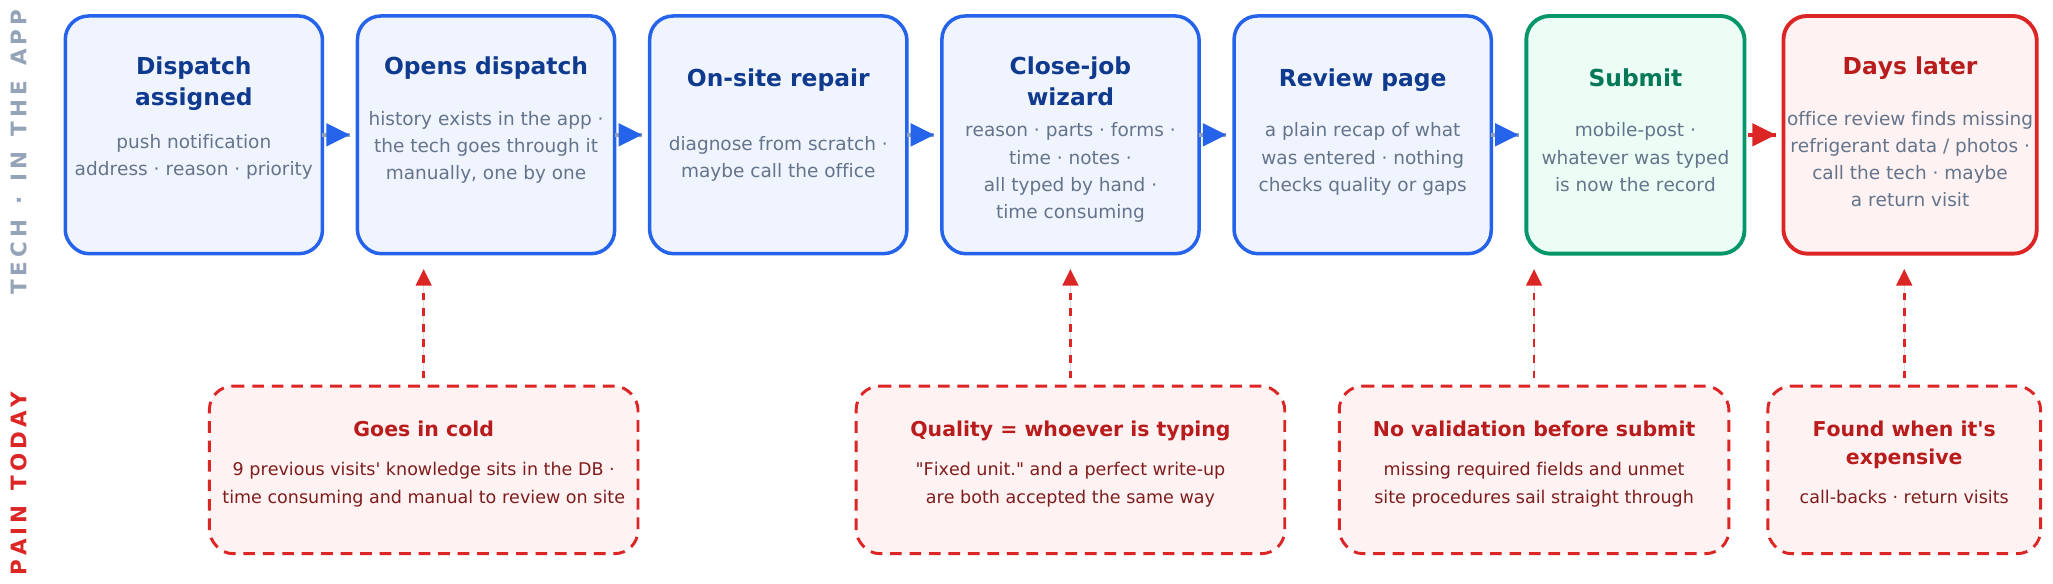 TECH · IN THE APP
Dispatch
assigned
push notification
address · reason · priority
Opens dispatch
history exists in the app ·
the tech goes through it
manually, one by one
On-site repair
diagnose from scratch ·
maybe call the office
Close-job
wizard
reason · parts · forms ·
time · notes ·
all typed by hand ·
time consuming
Review page
a plain recap of what
was entered · nothing
checks quality or gaps
Submit
mobile-post ·
whatever was typed
is now the record
Days later
office review finds missing
refrigerant data / photos ·
call the tech · maybe
a return visit
PAIN TODAY
Goes in cold
9 previous visits' knowledge sits in the DB ·
time consuming and manual to review on site
Quality = whoever is typing
"Fixed unit." and a perfect write-up
are both accepted the same way
No validation before submit
missing required fields and unmet
site procedures sail straight through
Found when it's
expensive
call-backs · return visits